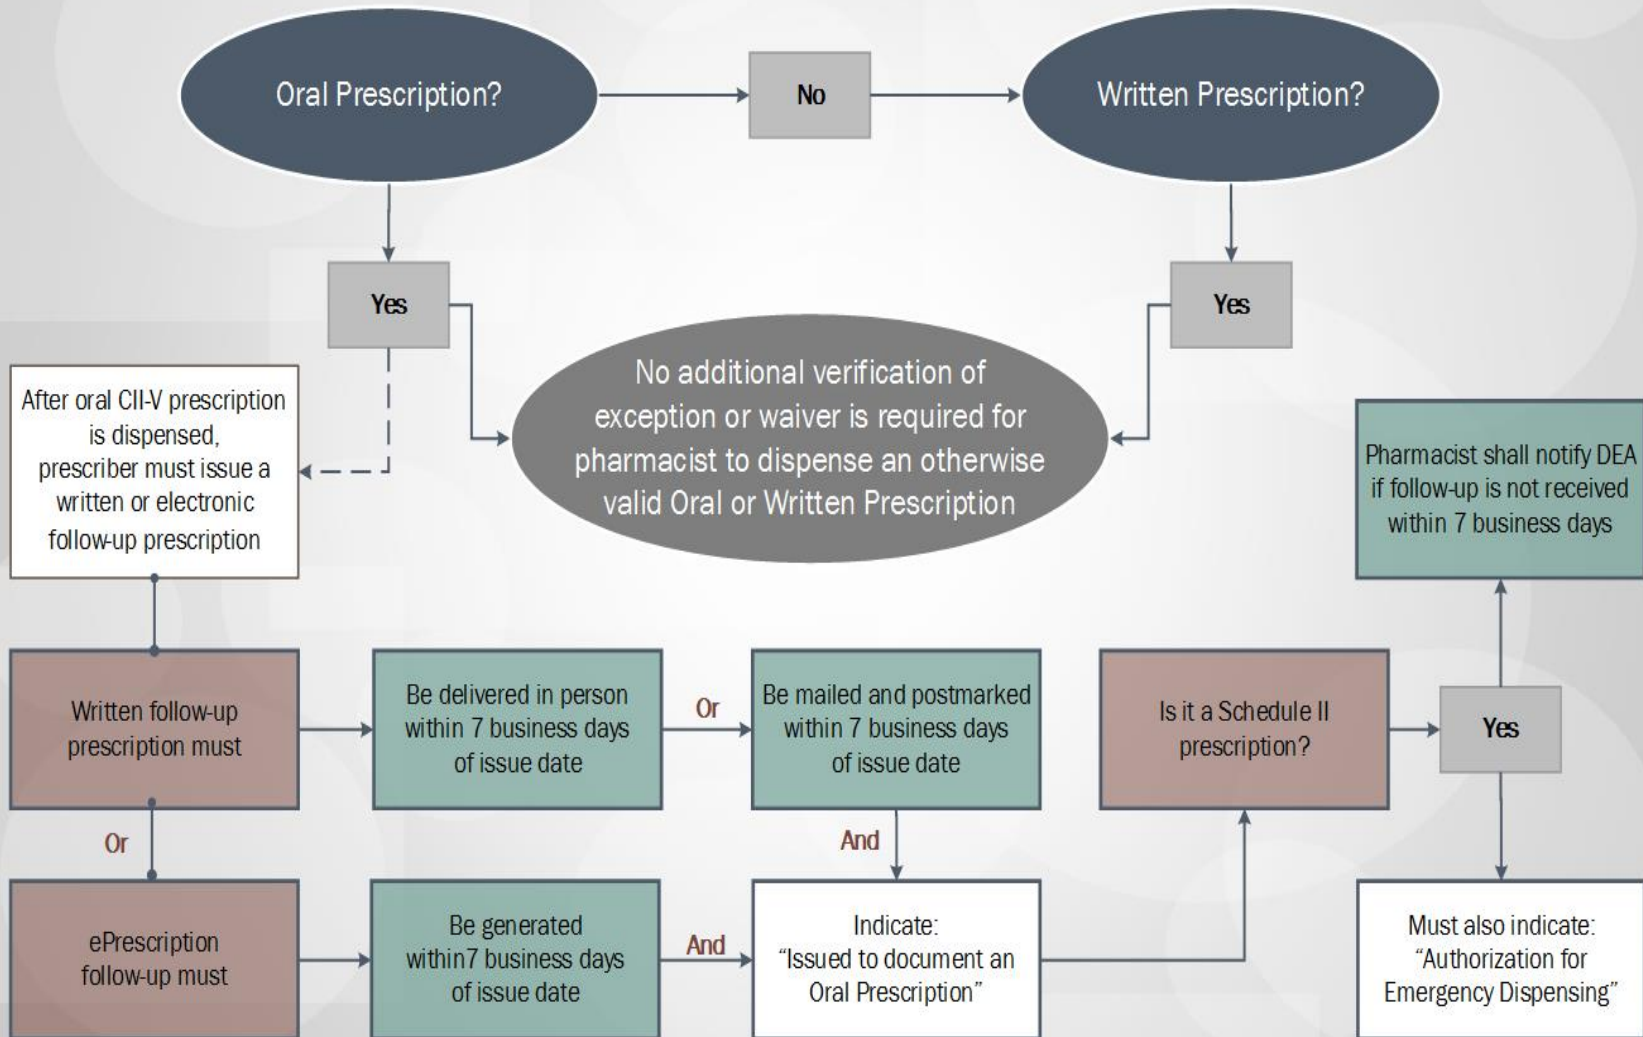 Oral Prescription?
No
Written Prescription?
Yes
Yes
No additional verification of
exception or waiver is required for
pharmacist to dispense an otherwise
valid Oral or Written Prescription
After oral CII-V prescription
is dispensed,
prescriber must issue a
written or electronic
follow-up prescription
Pharmacist shall notify DEA
if follow-up is not received
within 7 business days
Written follow-up
prescription must
Be delivered in person
within 7 business days
of issue date
Or
Be mailed and postmarked
within 7 business days
of issue date
Is it a Schedule II
prescription?
Yes
Or
And
ePrescription
follow-up must
Be generated
within7 business days
of issue date
And
Indicate:
“Issued to document an
Oral Prescription”
Must also indicate:
“Authorization for
Emergency Dispensing”